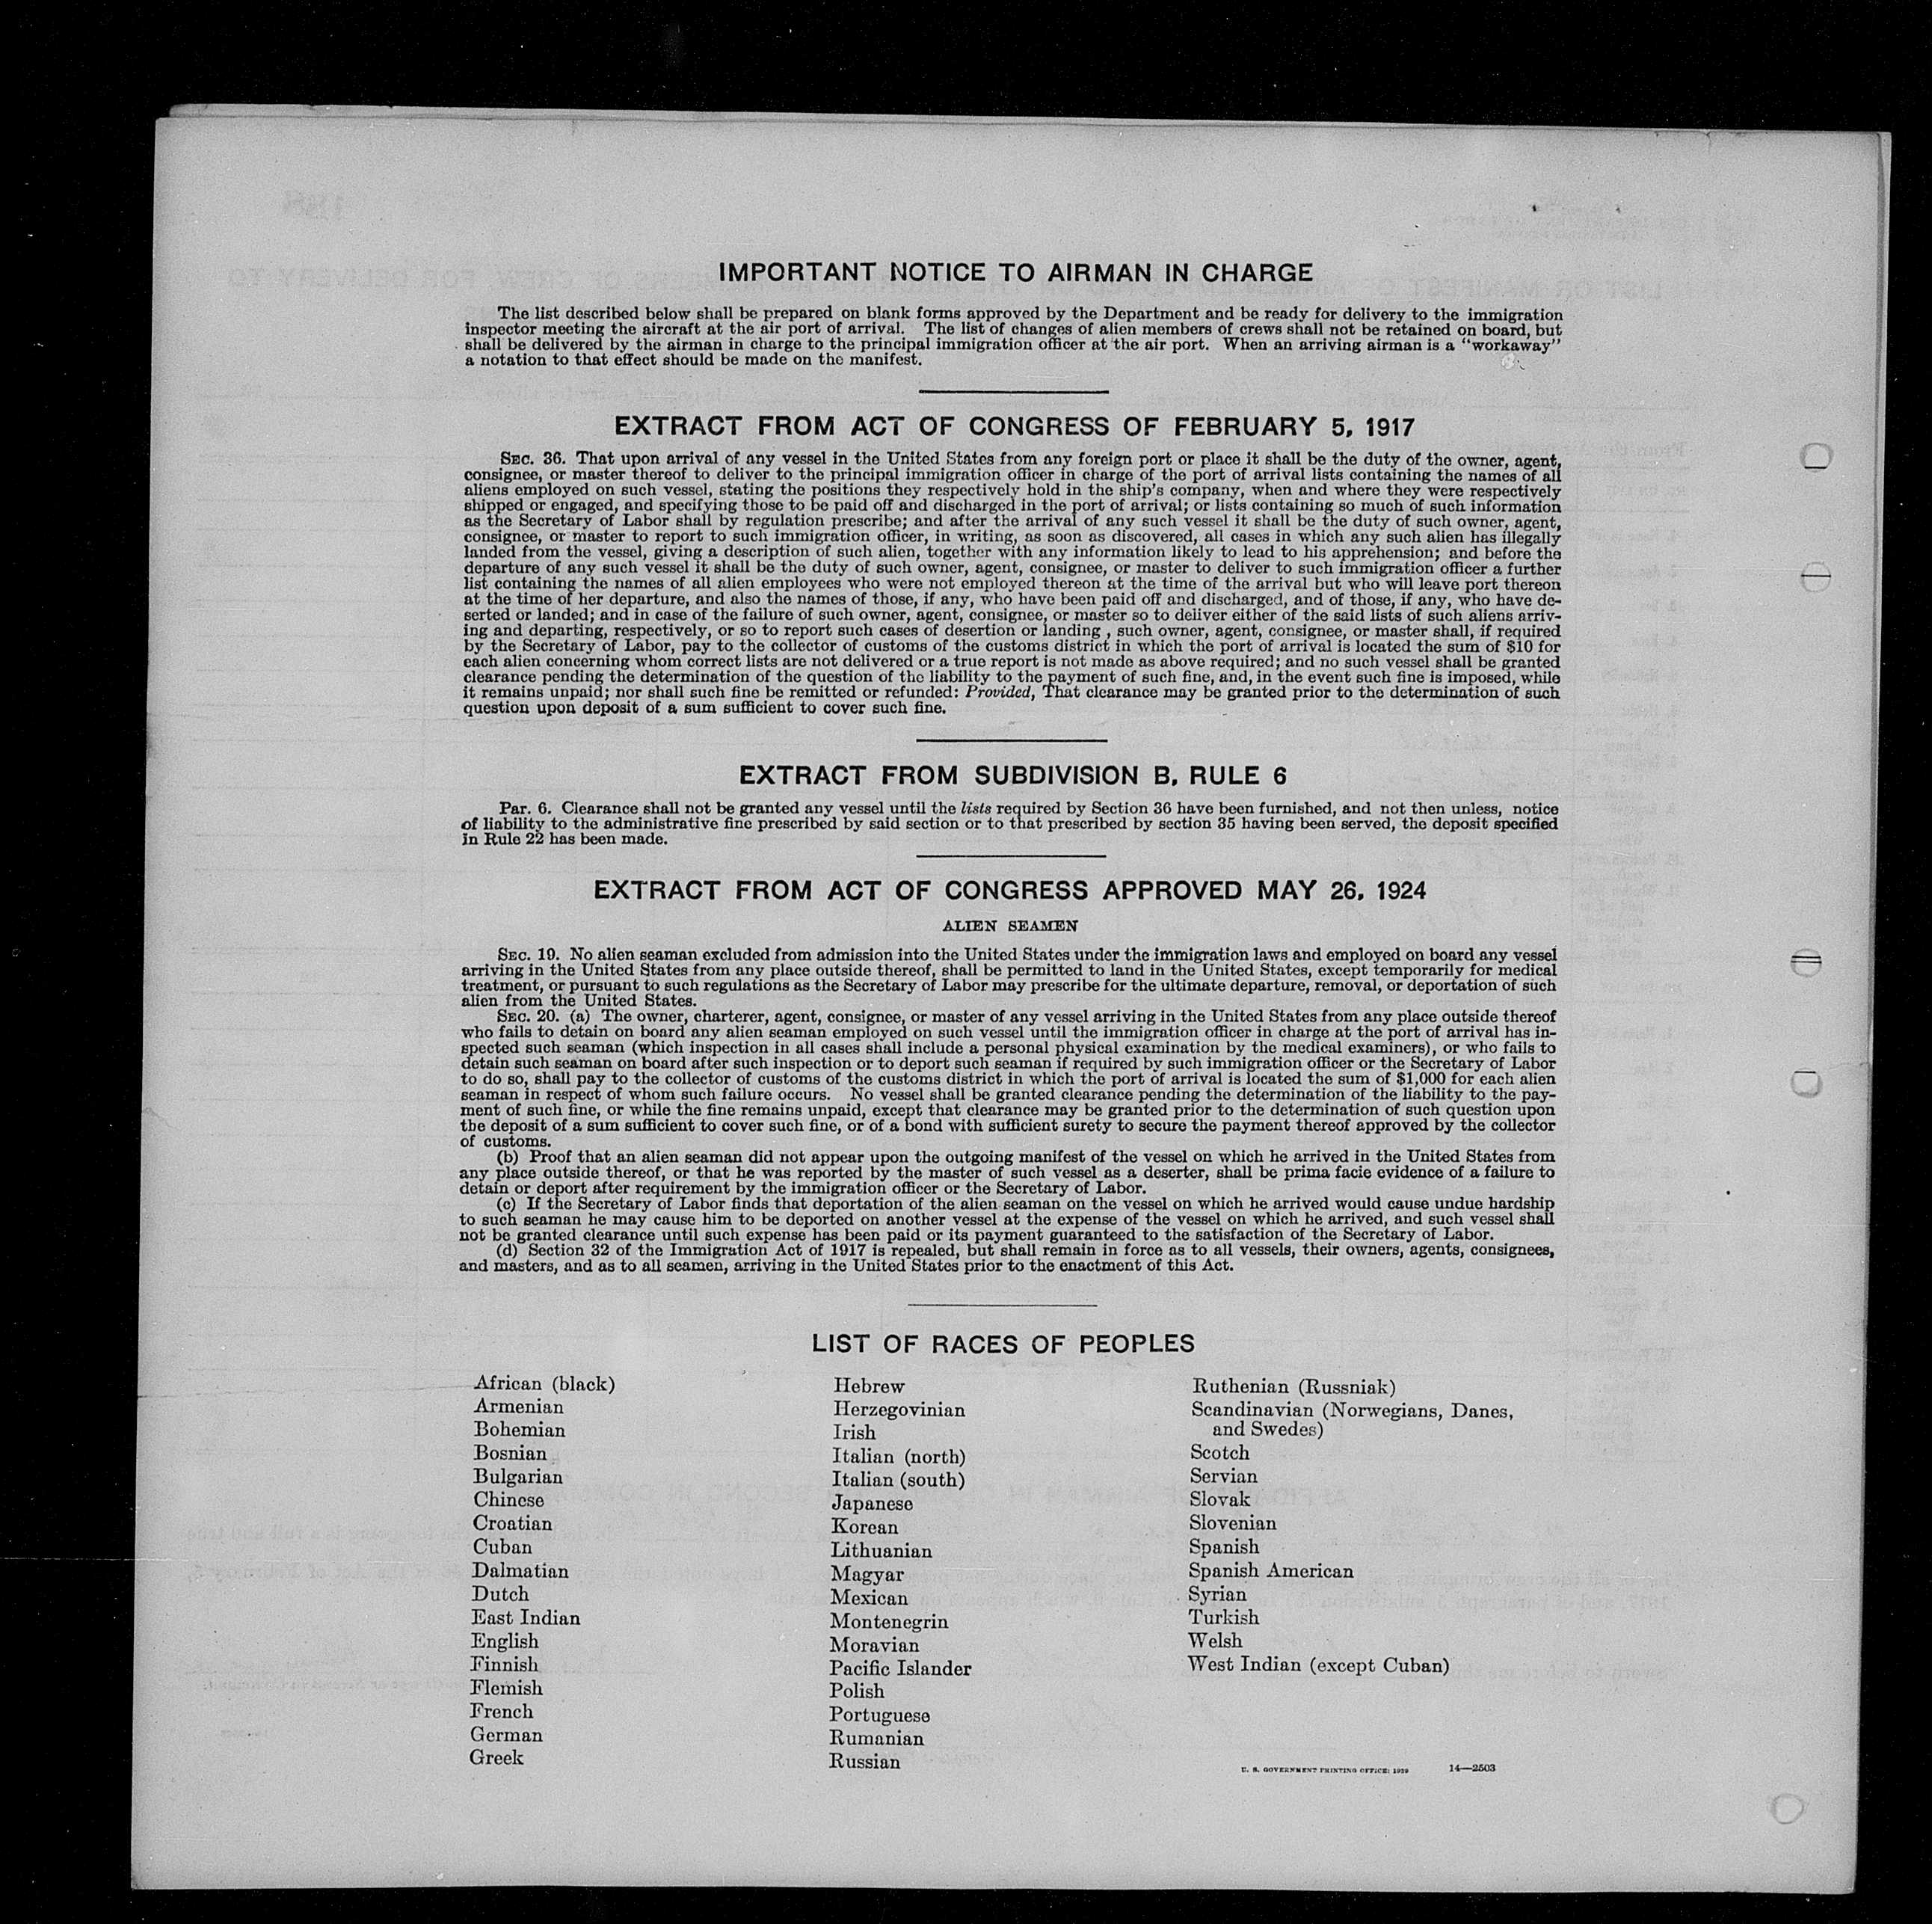 IMPORTANT NOTICE TO AIRMAN IN CHARGE
The list described below shall be prepared on blank forms approved by the Department and be ready for delivery to the immigration
inspector meeting the aircraft at the air port of arrival. The list of changes of alien members of crews shall not be retained on board, but
shall be delivered by the airman in charge to the principal immigration officer at the air port. When an arriving airman is a "workaway"
a notation to that effect should be made on the manifest.
EXTRACT FROM ACT OF CONGRESS OF FEBRUARY 5, 1917
SEC. 36. That upon arrival of any vessel in the United States from any foreign port or place it shall be the duty of the owner, agent,
consignee, or master thereof to deliver to the principal immigration officer in charge of the port of arrival lists containing the names of all
aliens employed on such vessel, stating the positions they respectively hold in the ship's company, when and where they were respectively
shipped or engaged, and specifying those to be paid off and discharged in the port of arrival; or lists containing so much of such information
as the Secretary of Labor shall by regulation prescribe; and after the arrival of any such vessel it shall be the duty of such owner, agent,
consignee, or master to report to such immigration officer, in writing, as soon as discovered, all cases in which any such alien has illegally
landed from the vessel, giving a description of such alien, together with any information likely to lead to his apprehension; and before the
departure of any such vessel it shall be the duty of such owner, agent, consignee, or master to deliver to such immigration officer a further
list containing the names of all alien employees who were not employed thereon at the time of the arrival but who will leave port thereon
at the time of her departure, and also the names of those, if any, who have been paid off and discharged, and of those, if any, who have de-
serted or landed; and in case of the failure of such owner, agent, consignee, or master so to deliver either of the said lists of such aliens arriv-
ing and departing, respectively, or so to report such cases of desertion or landing , such owner, agent, consignee, or master shall, if required
by the Secretary of Labor, pay to the collector of customs of the customs district in which the port of arrival is located the sum of $10 for
each alien concerning whom correct lists are not delivered or a true report is not made as above required; and no such vessel shall be granted
clearance pending the determination of the question of the liability to the payment of such fine, and, in the event such fine is imposed, while
it remains unpaid; nor shall such fine be remitted or refunded: Provided, That clearance may be granted prior to the determination of such
question upon deposit of a sum sufficient to cover such fine.
EXTRACT FROM SUBDIVISION B, RULE 6
Par. 6. Clearance shall not be granted any vessel until the lists required by Section 36 have been furnished, and not then unless, notice
of liability to the administrative fine prescribed by said section or to that prescribed by section 35 having been served, the deposit specified
in Rule 22 has been made.
EXTRACT FROM ACT OF CONGRESS APPROVED MAY 26, 1924
ALIEN SEAMEN
SEC. 19. No alien seaman excluded from admission into the United States under the immigration laws and employed on board any vessel
arriving in the United States from any place outside thereof, shall be permitted to land in the United States, except temporarily for medical
treatment, or pursuant to such regulations as the Secretary of Labor may prescribe for the ultimate departure, removal, or deportation of such
alien from the United States.
SEC. 20. (a) The owner, charterer, agent, consignee, or master of any vessel arriving in the United States from any place outside thereof
who fails to detain on board any alien seaman employed on such vessel until the immigration officer in charge at the port of arrival has in-
spected such seaman (which inspection in all cases shall include a personal physical examination by the medical examiners), or who fails to
detain such seaman on board after such inspection or to deport such seaman if required by such immigration officer or the Secretary of Labor
to do so, shall pay to the collector of customs of the customs district in which the port of arrival is located the sum of $1,000 for each alien
seaman in respect of whom such failure occurs. No vessel shall be granted clearance pending the determination of the liability to the pay-
ment of such fine, or while the fine remains unpaid, except that clearance may be granted prior to the determination of such question upon
the deposit of a sum sufficient to cover such fine, or of a bond with sufficient surety to secure the payment thereof approved by the collector
of customs.
(b) Proof that an alien seaman did not appear upon the outgoing manifest of the vessel on which he arrived in the United States from
any place outside thereof, or that he was reported by the master of such vessel as a deserter, shall be prima facie evidence of a failure to
detain or deport after requirement by the immigration officer or the Secretary of Labor.
(c) If the Secretary of Labor finds that deportation of the alien seaman on the vessel on which he arrived would cause undue hardship
to such seaman he may cause him to be deported on another vessel at the expense of the vessel on which he arrived, and such vessel shall
not be granted clearance until such expense has been paid or its payment guaranteed to the satisfaction of the Secretary of Labor.
(d) Section 32 of the Immigration Act of 1917 is repealed, but shall remain in force as to all vessels, their owners, agents, consignees,
and masters, and as to all seamen, arriving in the United States prior to the enactment of this Act.
LIST OF RACES OF PEOPLES
African (black)
Armenian
Bohemian
Bosnian
Bulgarian
Chinese
Croatian
Cuban
Dalmatian
Dutch
East Indian
English
Finnish
Flemish
French
German
Greek
Hebrew
Herzegovinian
Irish
Italian (north)
Italian (south)
Japanese
Korean
Lithuanian
Magyar
Mexican
Montenegrin
Moravian
Pacific Islander
Polish
Portuguese
Rumanian
Russian
Ruthenian (Russniak)
Scandinavian (Norwegians, Danes,
and Swedes)
Scotch
Servian
Slovak
Slovenian
Spanish
Spanish American
Syrian
Turkish
Welsh
West Indian (except Cuban)
U. S. GOVERNMENT PRINTING OFFICE: 1929 14—2503